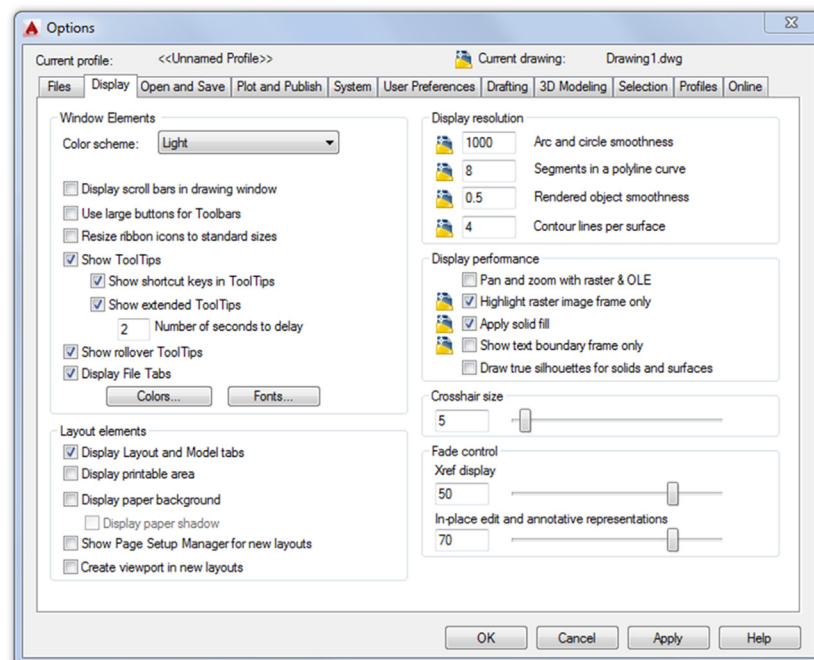 Options
Current profile: <<Unnamed Profile>> Current drawing: Drawing1.dwg
Files Display Open and Save Plot and Publish System User Preferences Drafting 3D Modeling Selection Profiles Online
Window Elements
Color scheme: Light
Display scroll bars in drawing window
Use large buttons for Toolbars
Resize ribbon icons to standard sizes
Show ToolTips
Show shortcut keys in ToolTips
Show extended ToolTips
2 Number of seconds to delay
Show rollover ToolTips
Display File Tabs
Colors... Fonts...
Layout elements
Display Layout and Model tabs
Display printable area
Display paper background
Display paper shadow
Show Page Setup Manager for new layouts
Create viewport in new layouts
Display resolution
1000 Arc and circle smoothness
8 Segments in a polyline curve
0.5 Rendered object smoothness
4 Contour lines per surface
Display performance
Pan and zoom with raster & OLE
Highlight raster image frame only
Apply solid fill
Show text boundary frame only
Draw true silhouettes for solids and surfaces
Crosshair size
5
Fade control
Xref display
50
In-place edit and annotative representations
70
OK Cancel Apply Help